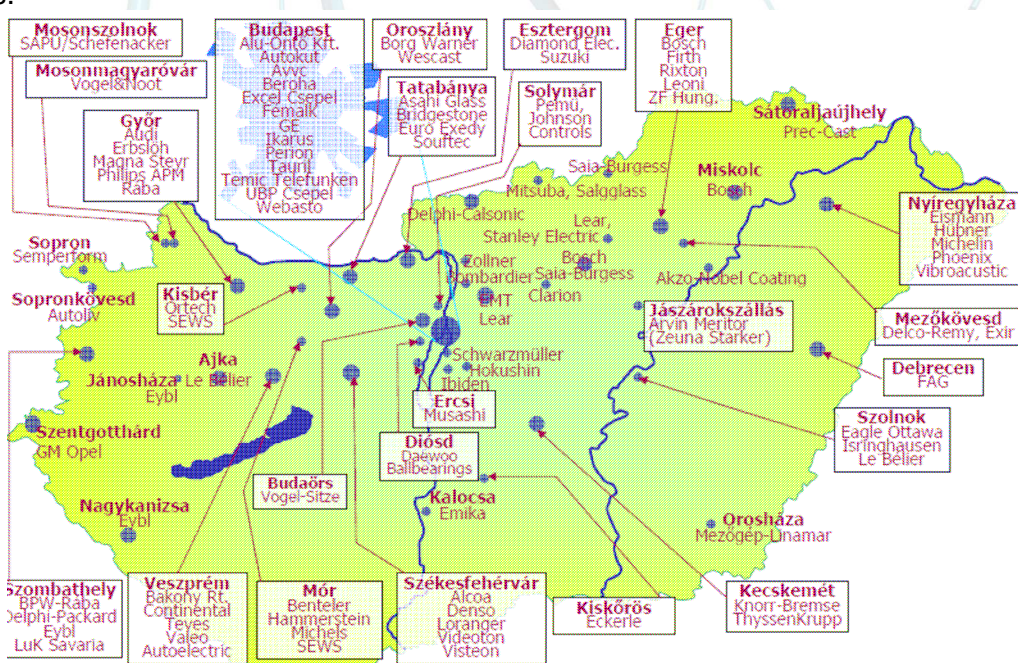 s.
Mosonszolnok
SAPU/Schefenacker
Mosonmagyaróvár
Vogel&Noot
Győr
Audi
Erbslöh
Magna Steyr
Philips APM
Rába
Budapest
Alu-Öntő Kft.
Autokut
Avvc
Beroha
Excel Csepel
Femalk
GE
Ikarus
Perion
Tauril
Temic Telefunken
UBP Csepel
Webasto
Oroszlány
Borg Warner
Wescast
Tatabánya
Asahi Glass
Bridgestone
Euro Exedy
Souftec
Esztergom
Diamond Elec.
Suzuki
Solymár
Pemü,
Johnson
Controls
Eger
Bosch
Firth
Rixton
Leoni
ZF Hung.
Sátoraljaújhely
Prec-Cast
Saia-Burgess
Mitsuba, Salgglass
Miskolc
Bosch
Nyíregyháza
Eismann
Hübner
Michelin
Phoenix
Vibroacustic
Delphi-Calsonic
Lear,
Stanley Electric
Zollner
Bombardier
Bosch
Saia-Burgess
Clarion
LMT
Lear
Akzo-Nobel Coating
Sopron
Semperform
Sopronkövesd
Autoliv
Kisbér
Örtech
SEWS
Jászárokszállás
Arvin Meritor
(Zeuna Starker)
Mezőkövesd
Delco-Remy, Exir
Ajka
Le Bélier
Jánosháza
Eybl
Schwarzmüller
Hokushin
Ibiden
Debrecen
FAG
Ercsi
Musashi
Szentgotthárd
GM Opel
Diósd
Daewoo
Ballbearings
Szolnok
Eagle Ottawa
Isringhausen
Le Bélier
Budaörs
Vogel-Sitze
Nagykanizsa
Eybl
Kalocsa
Emika
Orosháza
Mezőgép-Linamar
Szombathely
BPW-Rába
Delphi-Packard
Eybl
LuK Savaria
Veszprém
Bakony Rt.
Continental
Teves
Valeo
Autoelectric
Mór
Benteler
Hammerstein
Michels
SEWS
Székesfehérvár
Alcoa
Denso
Loranger
Videoton
Visteon
Kiskőrös
Eckerle
Kecskemét
Knorr-Bremse
ThyssenKrupp